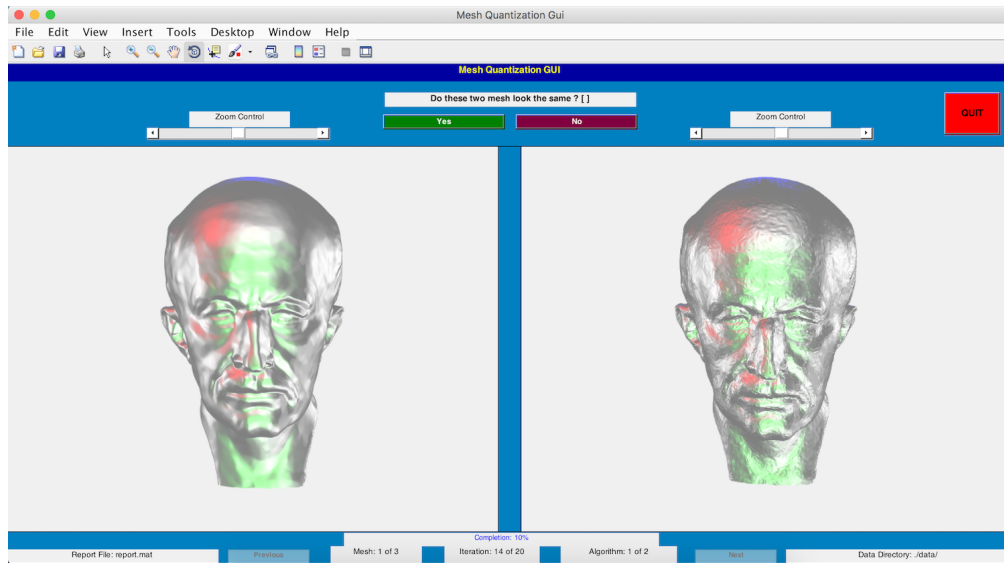 Mesh Quantization Gui
File Edit View Insert Tools Desktop Window Help
Mesh Quantization GUI
Do these two mesh look the same ? [ ]
Zoom Control
Yes
No
Zoom Control
QUIT
Completion: 10%
Report File: report.mat
Previous
Mesh: 1 of 3
Iteration: 14 of 20
Algorithm: 1 of 2
Next
Data Directory: ./data/